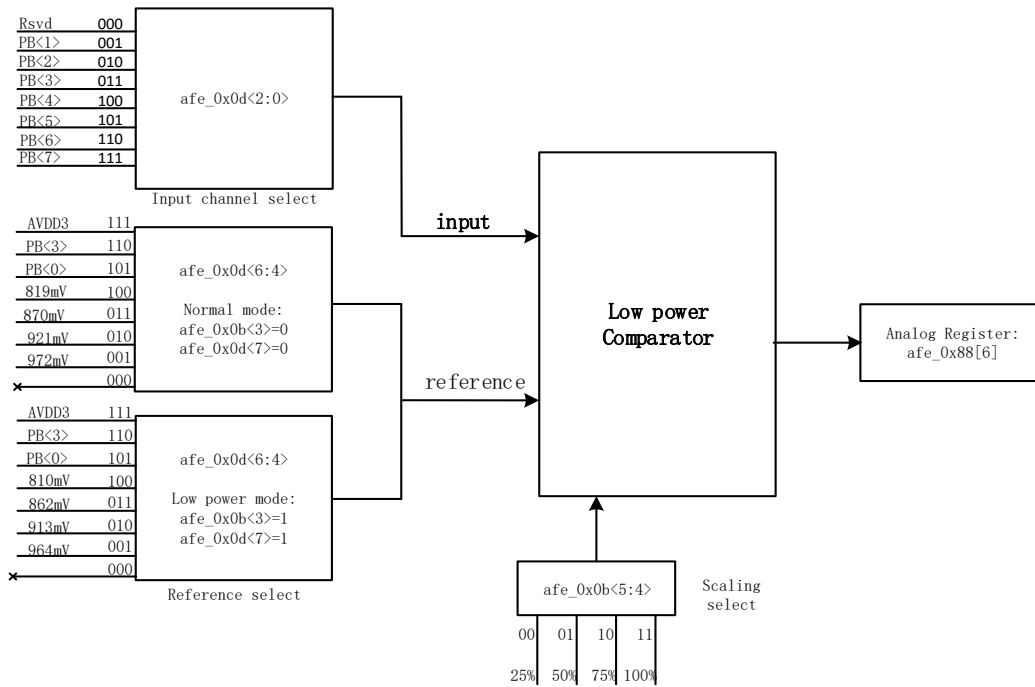 Rsvd 000
PB<1> 001
PB<2> 010
PB<3> 011
PB<4> 100
PB<5> 101
PB<6> 110
PB<7> 111
afe_0x0d<2:0>
Input channel select
AVDD3 111
PB<3> 110
PB<0> 101
819mV 100
870mV 011
921mV 010
972mV 001
000
afe_0x0d<6:4>
Normal mode:
afe_0x0b<3>=0
afe_0x0d<7>=0
AVDD3 111
PB<3> 110
PB<0> 101
810mV 100
862mV 011
913mV 010
964mV 001
000
afe_0x0d<6:4>
Low power mode:
afe_0x0b<3>=1
afe_0x0d<7>=1
Reference select
input
reference
Low power
Comparator
Analog Register:
afe_0x88[6]
afe_0x0b<5:4>
Scaling
select
00 01 10 11
25% 50% 75% 100%